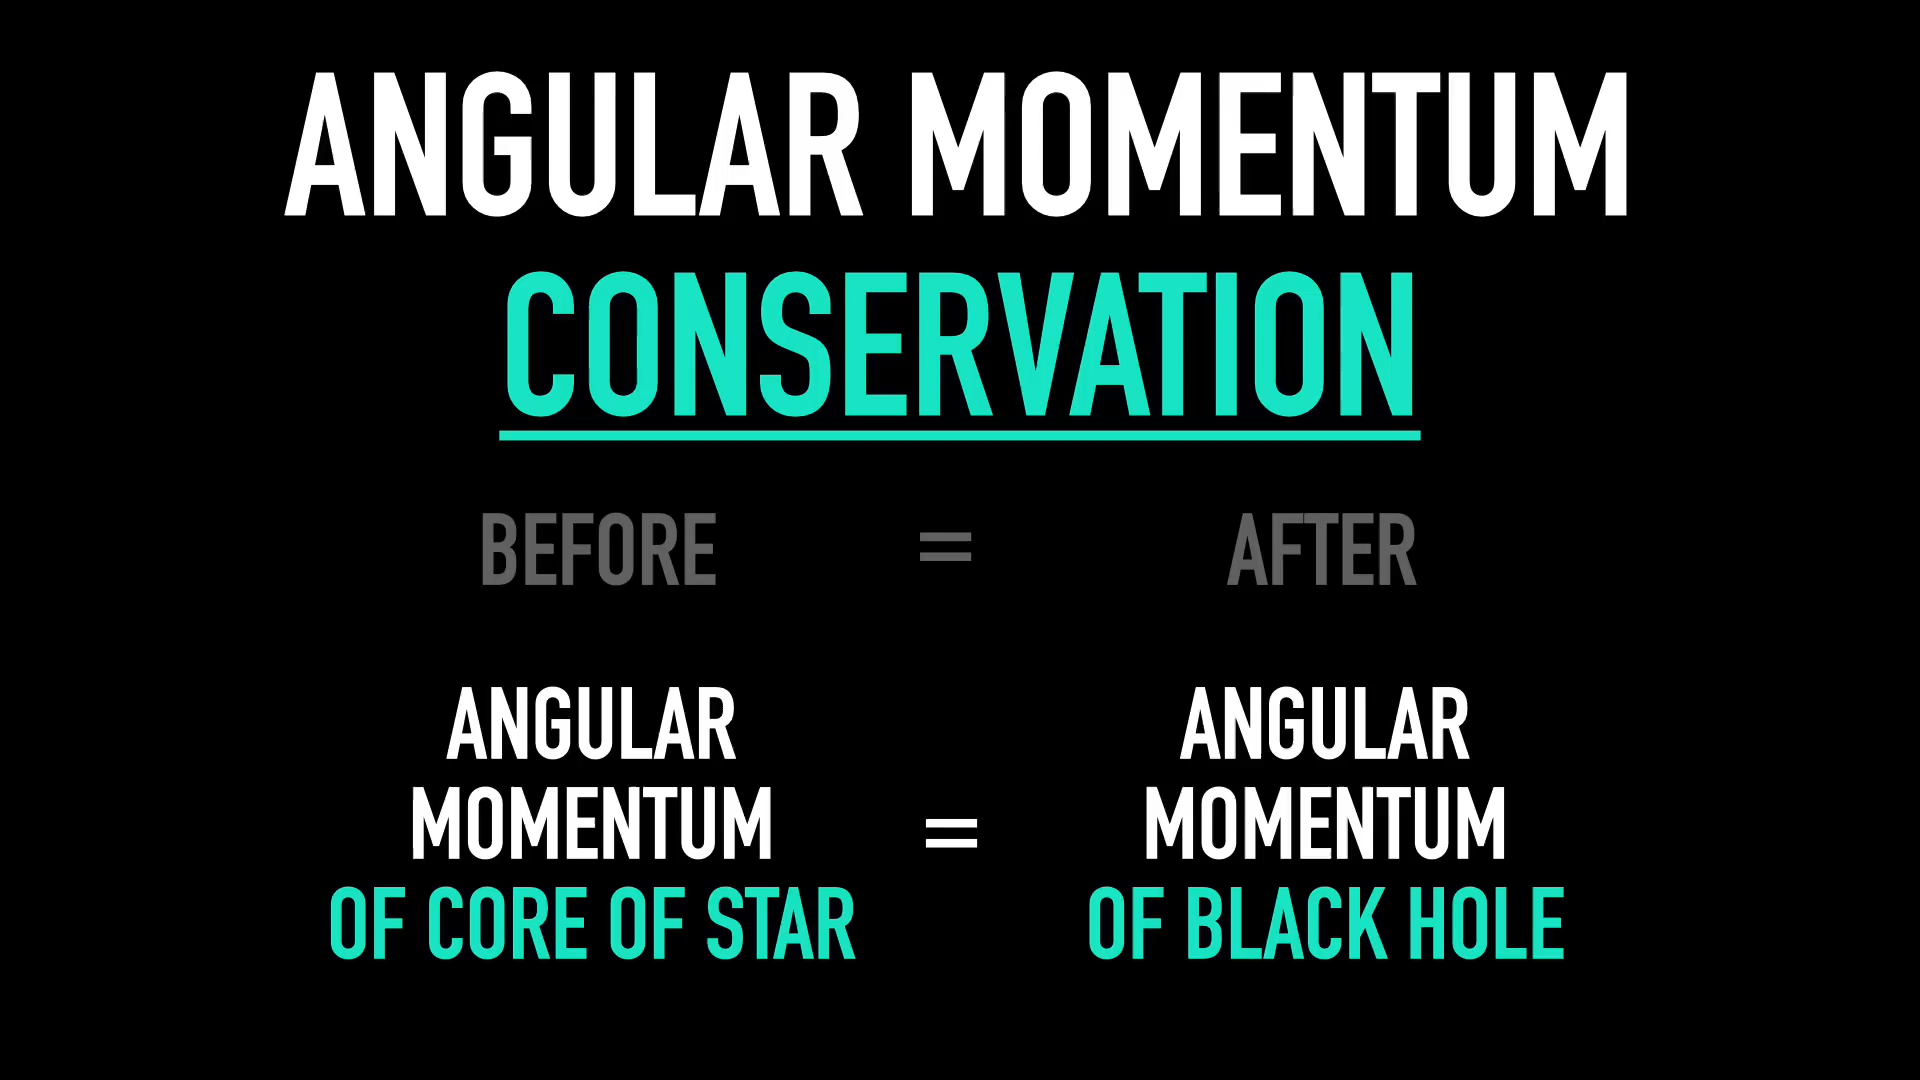 ANGULAR MOMENTUM
CONSERVATION
BEFORE = AFTER
ANGULAR ANGULAR
MOMENTUM = MOMENTUM
OF CORE OF STAR OF BLACK HOLE